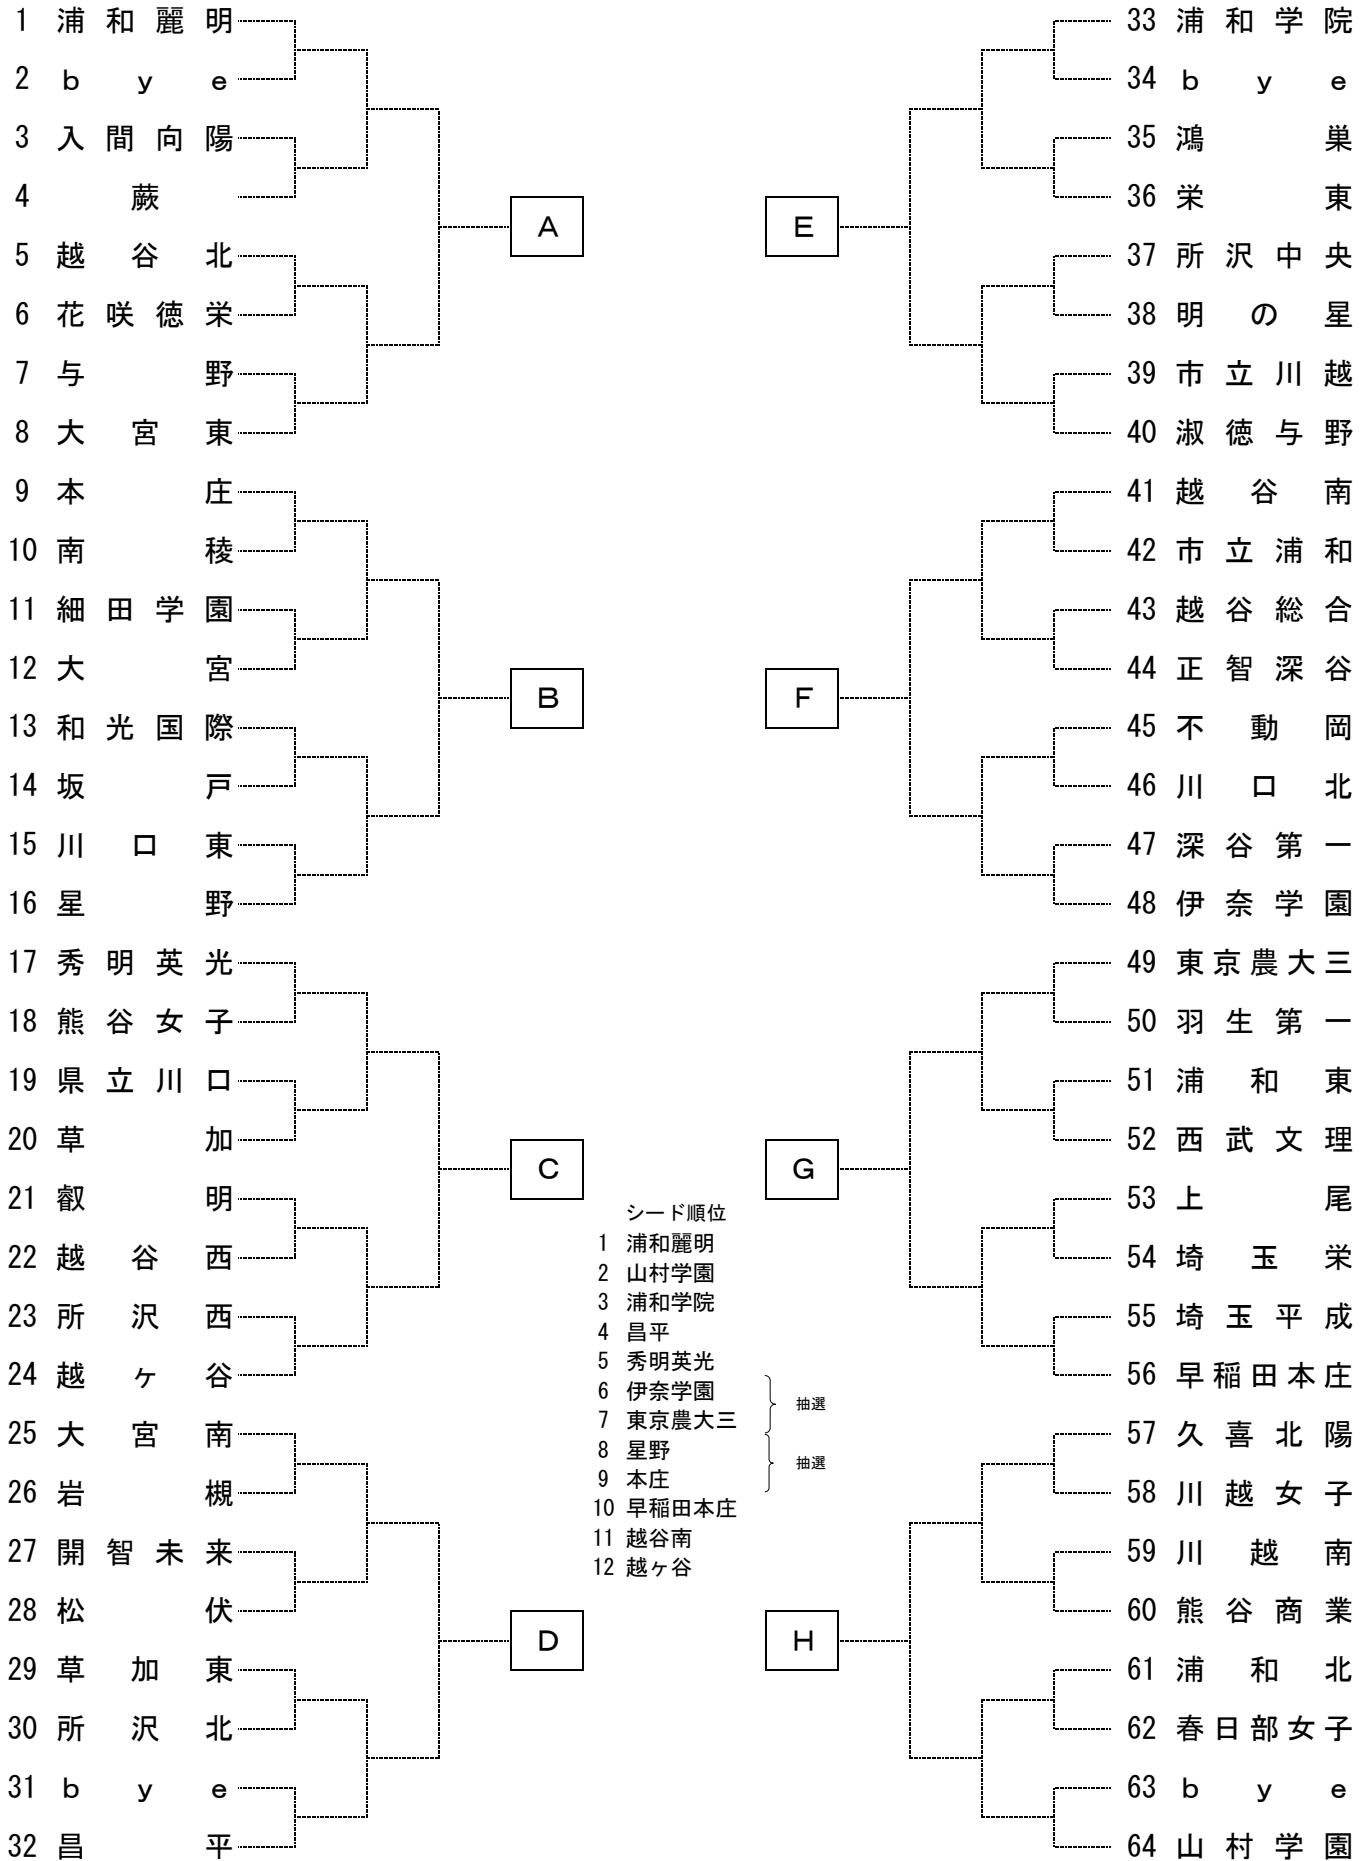 1 浦和麗明
2 bye
3 入間向陽
4 蕨
5 越谷北
6 花咲徳栄
7 与野
8 大宮東
9 本庄
10 南稜
11 細田学園
12 大宮
13 和光国際
14 坂戸
15 川口東
16 星野
17 秀明英光
18 熊谷女子
19 県立川口
20 草加
21 叡明
22 越谷西
23 所沢西
24 越ヶ谷
25 大宮南
26 岩槻
27 開智未来
28 松伏
29 草加東
30 所沢北
31 bye
32 昌平
A
B
C
D
シード順位
1 浦和麗明
2 山村学園
3 浦和学院
4 昌平
5 秀明英光
6 伊奈学園
7 東京農大三
抽選
8 星野
9 本庄
抽選
10 早稲田本庄
11 越谷南
12 越ヶ谷
E
F
G
H
33 浦和学院
34 bye
35 鴻巣
36 栄東
37 所沢中央
38 明の星
39 市立川越
40 淑徳与野
41 越谷南
42 市立浦和
43 越谷総合
44 正智深谷
45 不動岡
46 川口北
47 深谷第一
48 伊奈学園
49 東京農大三
50 羽生第一
51 浦和東
52 西武文理
53 上尾
54 埼玉栄
55 埼玉平成
56 早稲田本庄
57 久喜北陽
58 川越女子
59 川越南
60 熊谷商業
61 浦和北
62 春日部女子
63 bye
64 山村学園